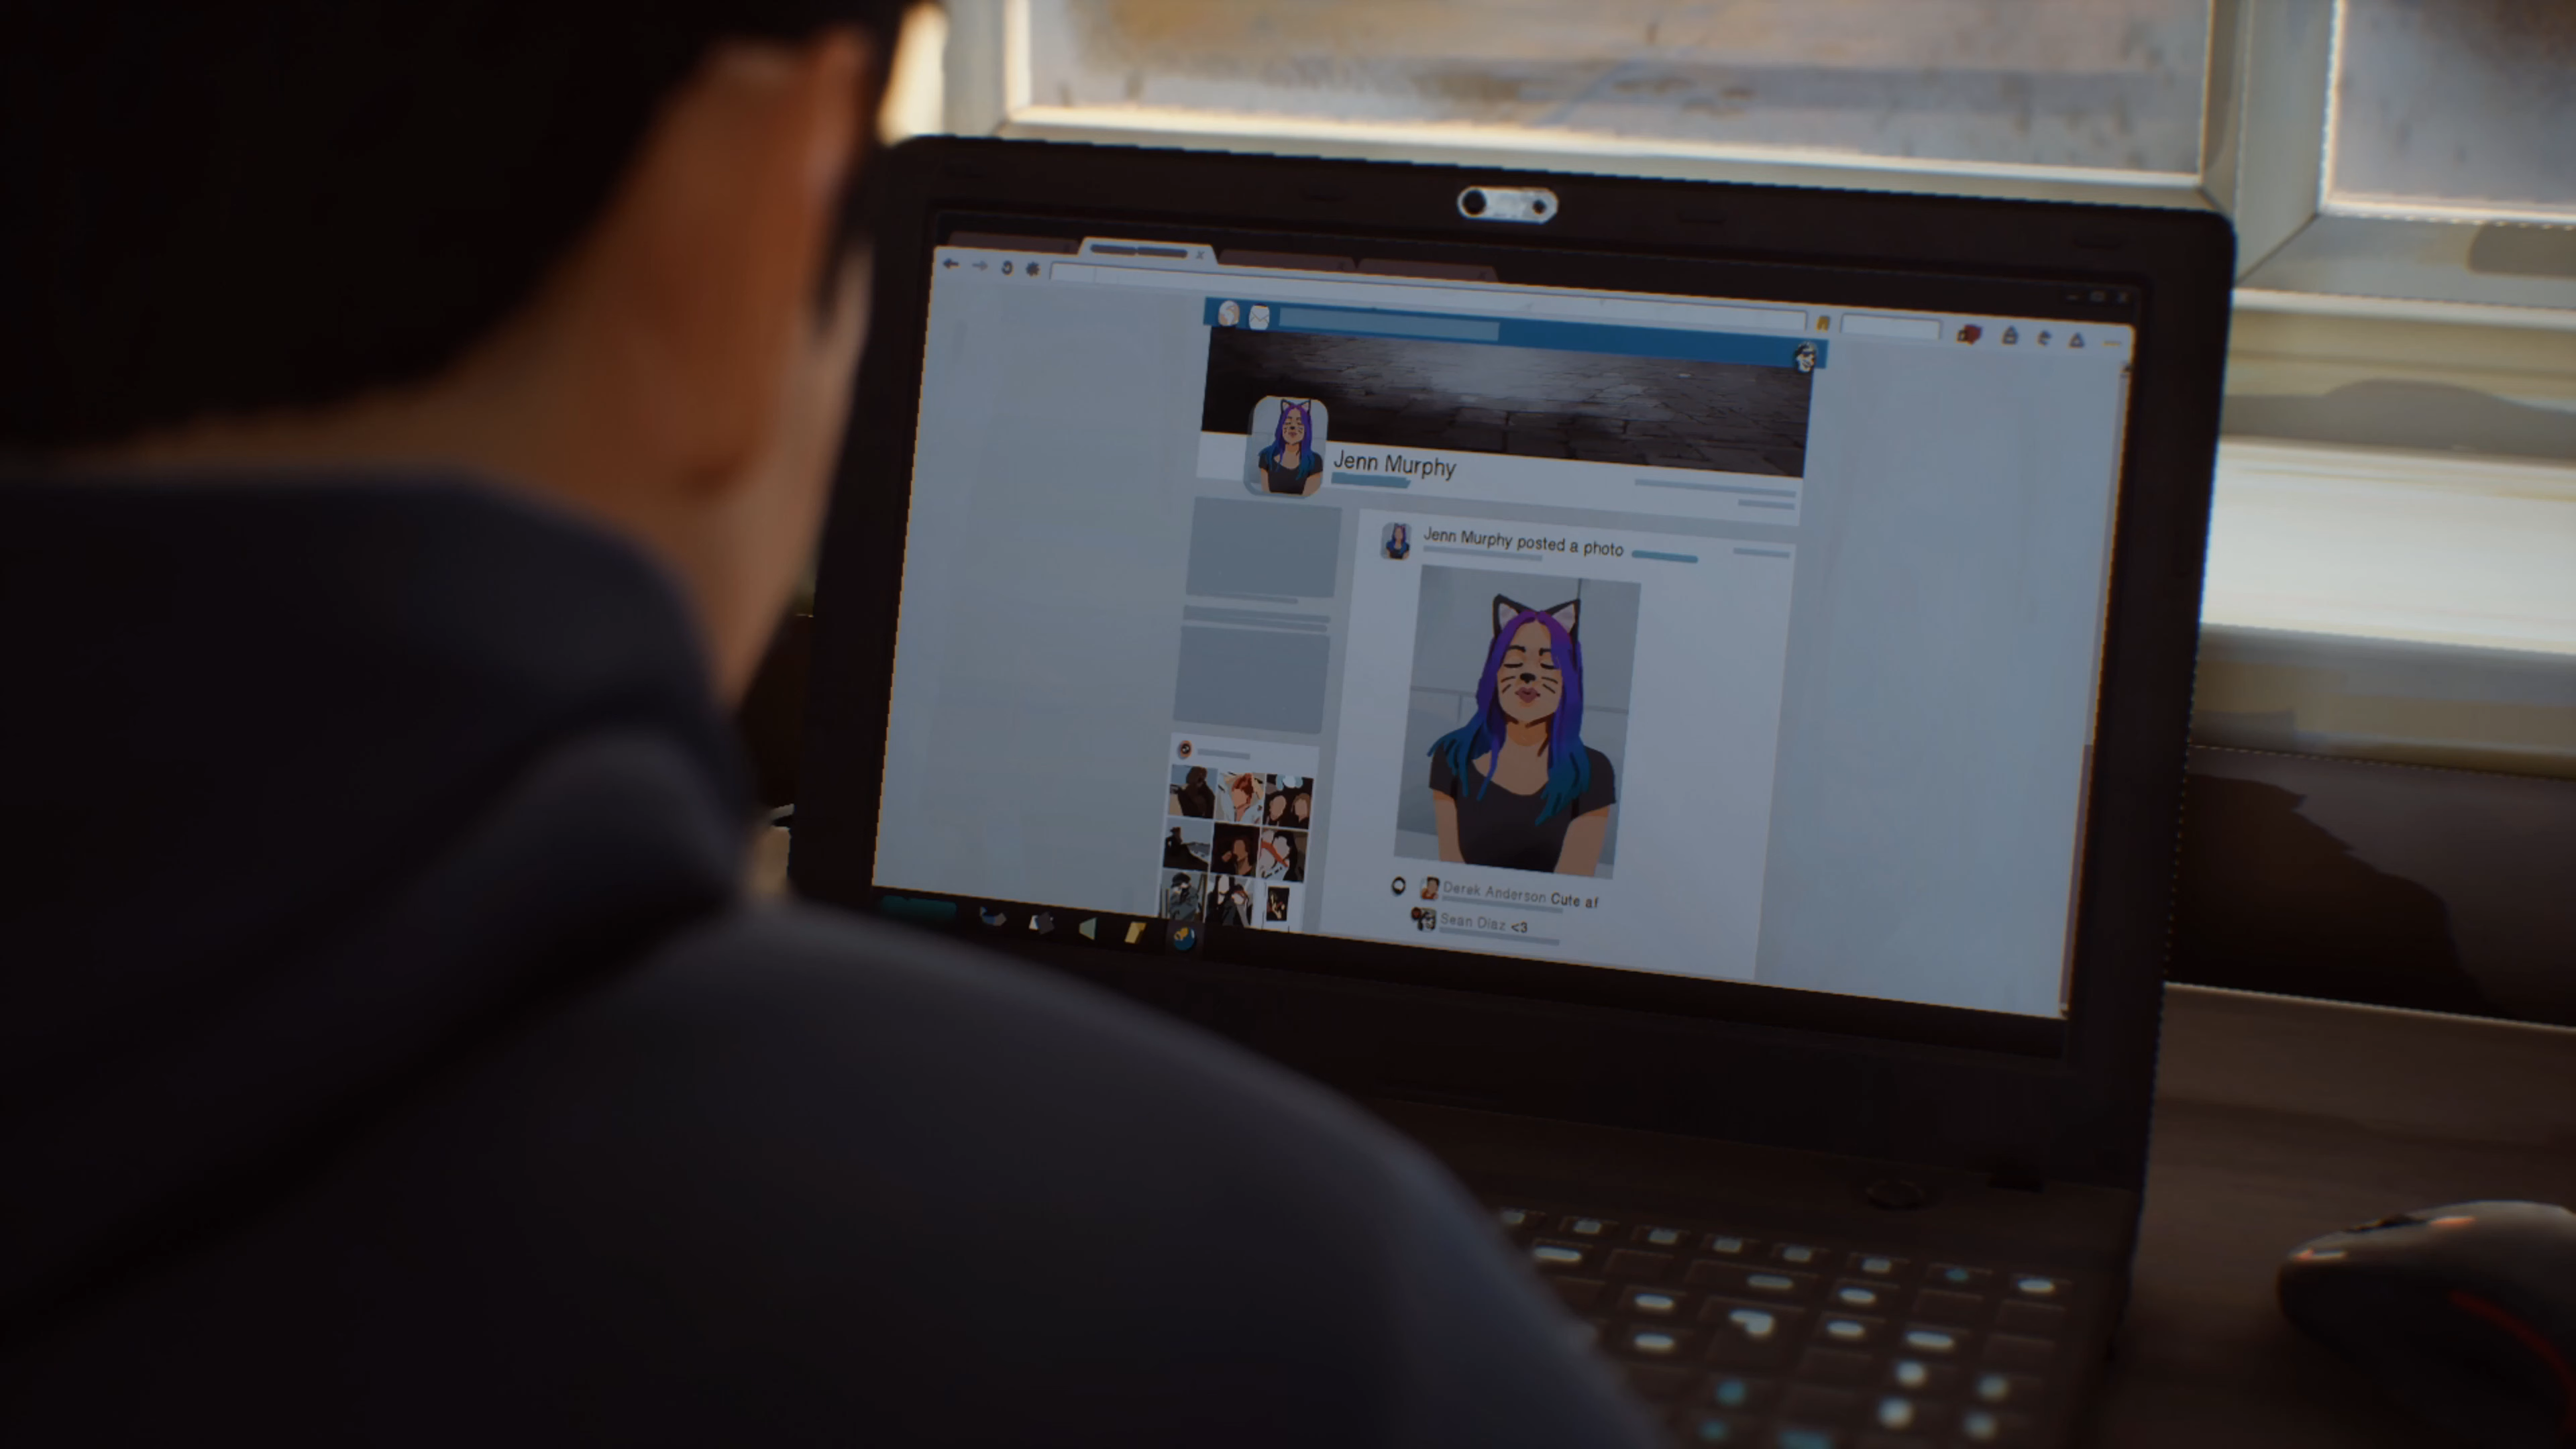 Jenn Murphy
Jenn Murphy posted a photo
Derek Anderson Cute af
Sean Diaz <3